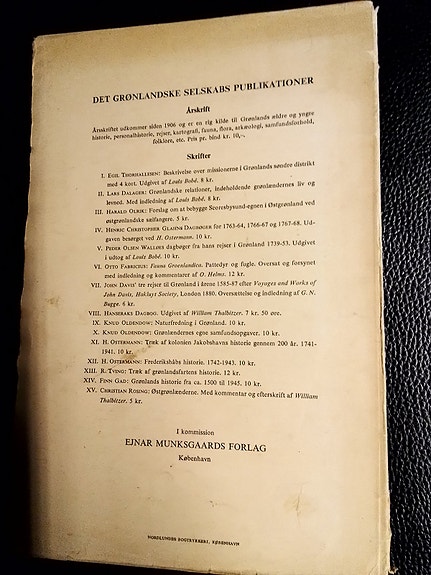 DET GRØNLANDSKE SELSKABS PUBLIKATIONER
Årskrift
Årsskriftet udkommer siden 1906 og er en rig kilde til Grønlands ældre og yngre
historie, personalhistorie, rejser, kartografi, fauna, flora, arkæologi, samfundsforhold,
folklore, etc. Pris pr. bind kr. 10,-.
Skrifter
I. EGIL THORHALLESEN: Beskrivelse over missionerne i Grønlands søndre distrikt
med 4 kort. Udgivet af Louis Bobé. 8 kr.
II. LARS DALAGER: Grønlandske relationer, indeholdende grønlændernes liv og
levned. Med indledning af Louis Bobé. 8 kr.
III. HARALD OLRIK: Forslag om at bebygge Scoresbysund-egnen i Østgrønland ved
østgrønlandske sælfangere. 5 kr.
IV. HENRIC CHRISTOPHER GLAHNS DAGBØGER for 1763-64, 1766-67 og 1767-68. Ud-
gaven besørget ved H. Ostermann. 10 kr.
V. PEDER OLSEN WALLØES dagbøger fra hans rejser i Grønland 1739-53. Udgivet
i udtog af Louis Bobé. 10 kr.
VI. OTTO FABRICIUS: Fauna Groenlandica. Pattedyr og fugle. Oversat og forsynet
med indledning og kommentarer af O. Helms. 12 kr.
VII. JOHN DAVIS' tre rejser til Grønland i årene 1585-87 efter Voyages and Works of
John Davis, Hakluyt Society, London 1880. Oversættelse og indledning af G. N.
Bugge. 6 kr.
VIII. HANSERAKS DAGBOG. Udgivet af William Thalbitzer. 7 kr. 50 øre.
IX. KNUD OLDENDOW: Naturfredning i Grønland. 10 kr.
X. KNUD OLDENDOW: Grønlændernes egne samfundsopgaver. 10 kr.
XI. H. OSTERMANN: Træk af kolonien Jakobshavns historie gennem 200 år. 1741-
1941. 10 kr.
XII. H. OSTERMANN: Frederikshåbs historie. 1742-1943. 10 kr.
XIII. R. TVING: Træk af grønlandsfartens historie. 12 kr.
XIV. FINN GAD: Grønlands historie fra ca. 1500 til 1945. 10 kr.
XV. CHRISTIAN ROSING: Østgrønlænderne. Med kommentar og efterskrift af William
Thalbitzer. 5 kr.
I kommission
EJNAR MUNKSGAARDS FORLAG
København
NORDLUNDES BOGTRYKKERI, KØBENHAVN